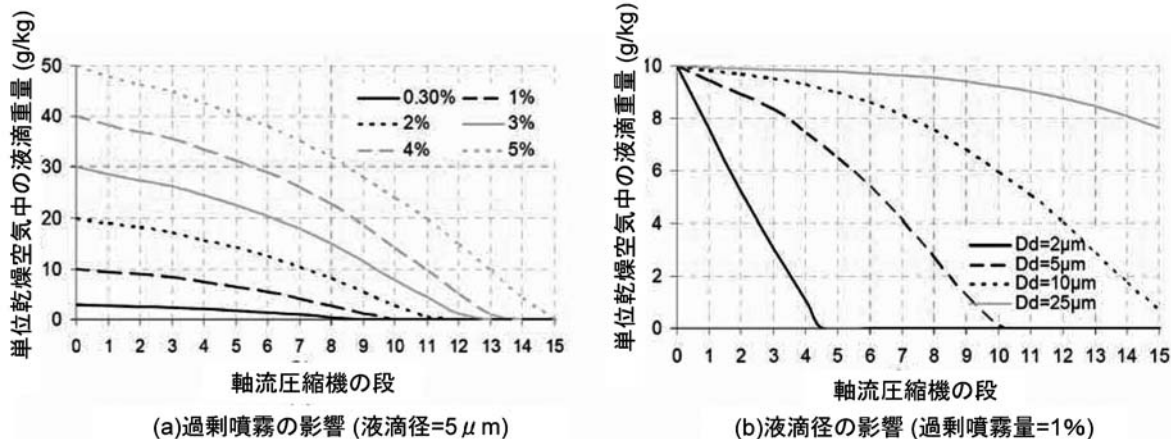 単位乾燥空気中の液滴重量 (g/kg)
50
40
30
20
10
0
0.30%
1%
2%
3%
4%
5%
0 1 2 3 4 5 6 7 8 9 10 11 12 13 14 15
軸流圧縮機の段
(a)過剰噴霧の影響 (液滴径=5μm)
単位乾燥空気中の液滴重量 (g/kg)
10
8
6
4
2
0
Dd=2μm
Dd=5μm
Dd=10μm
Dd=25μm
0 1 2 3 4 5 6 7 8 9 10 11 12 13 14 15
軸流圧縮機の段
(b)液滴径の影響 (過剰噴霧量=1%)